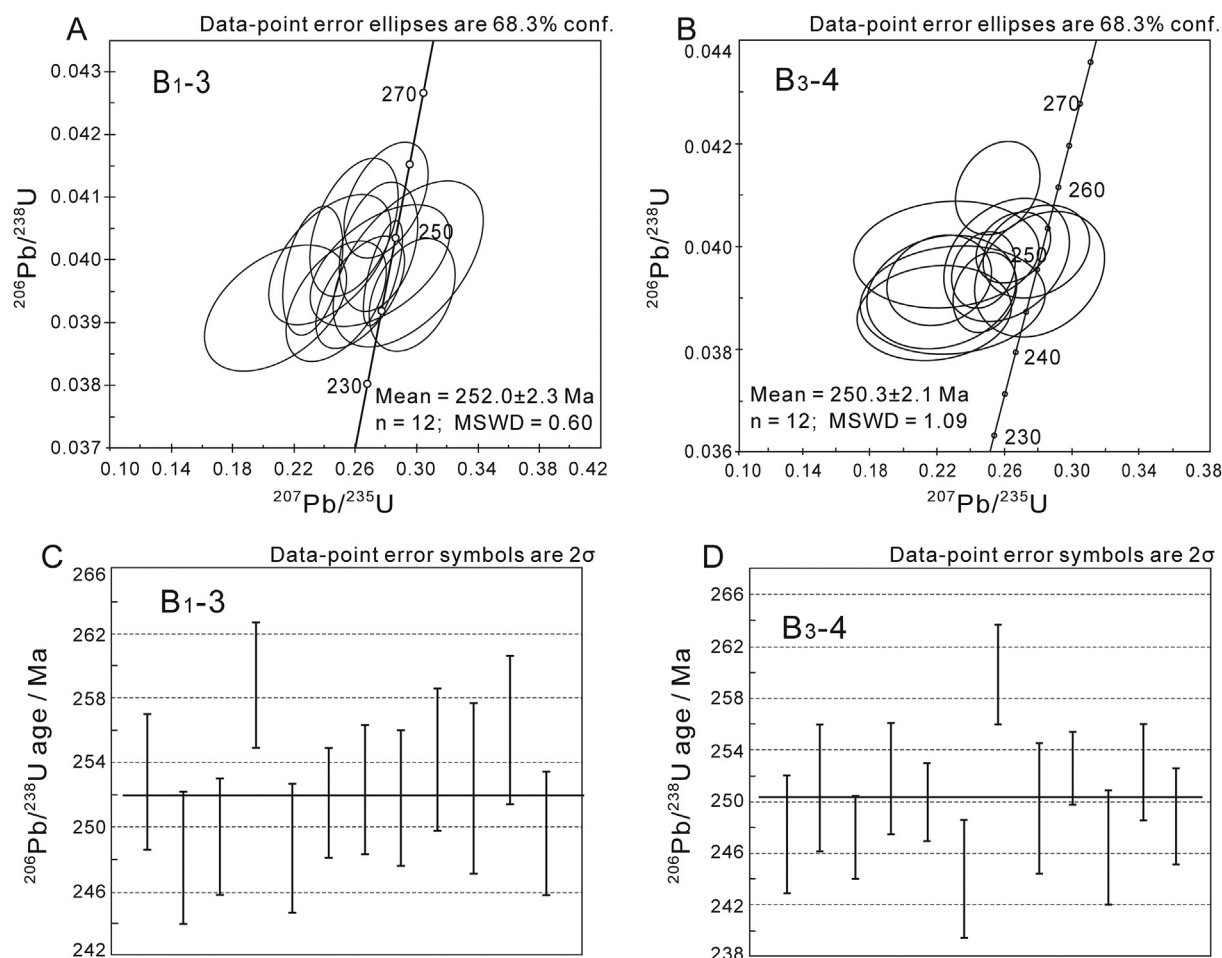 A
Data-point error ellipses are 68.3% conf.
B₁-3
0.043
0.042
0.041
0.040
0.039
0.038
0.037
²⁰⁶Pb/²³⁸U
270
250
230
Mean = 252.0±2.3 Ma
n = 12; MSWD = 0.60
0.10 0.14 0.18 0.22 0.26 0.30 0.34 0.38 0.42
²⁰⁷Pb/²³⁵U
B
Data-point error ellipses are 68.3% conf.
B₃-4
0.044
0.042
0.040
0.038
0.036
²⁰⁶Pb/²³⁸U
270
260
250
240
230
Mean = 250.3±2.1 Ma
n = 12; MSWD = 1.09
0.10 0.14 0.18 0.22 0.26 0.30 0.38
²⁰⁷Pb/²³⁵U
C
Data-point error symbols are 2σ
B₁-3
266
262
258
254
250
246
242
²⁰⁶Pb/²³⁸U age / Ma
D
Data-point error symbols are 2σ
B₃-4
266
262
258
254
250
246
242
238
²⁰⁶Pb/²³⁸U age / Ma